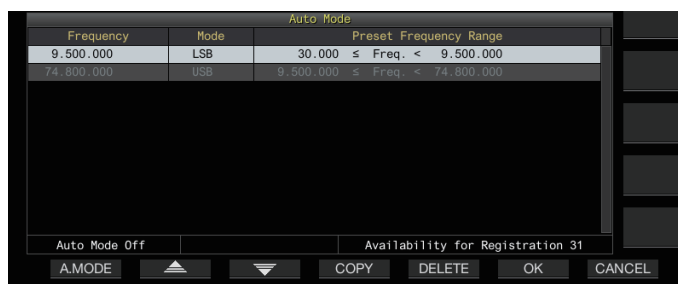 Auto Mode
Frequency Mode Preset Frequency Range
9.500.000 LSB 30.000 ≤ Freq. < 9.500.000
74.800.000 USB 9.500.000 ≤ Freq. < 74.800.000
Auto Mode Off Availability for Registration 31
A.MODE COPY DELETE OK CANCEL